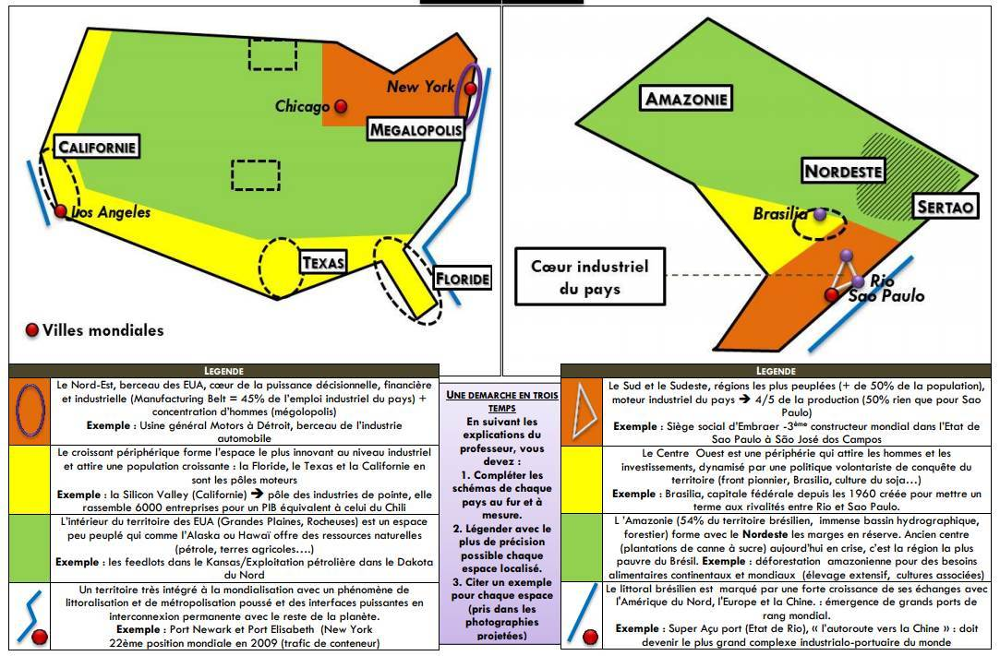 New York
Chicago
MEGALOPOLIS
CALIFORNIE
Los Angeles
TEXAS
FLORIDE
Villes mondiales
AMAZONIE
NORDESTE
SERTAO
Brasilia
Cœur industriel
du pays
Rio
Sao Paulo
LEGENDE
Le Nord-Est, berceau des EUA, cœur de la puissance décisionnelle, financière
et industrielle (Manufacturing Belt = 45% de l'emploi industriel du pays) +
concentration d'hommes (mégolopolis)
Exemple : Usine général Motors à Détroit, berceau de l'industrie
automobile
Le croissant périphérique forme l'espace le plus innovant au niveau industriel
et attire une population croissante : la Floride, le Texas et la Californie en
sont les pôles moteurs
Exemple : la Silicon Valley (Californie) ➔ pôle des industries de pointe, elle
rassemble 6000 entreprises pour un PIB équivalent à celui du Chili
L'intérieur du territoire des EUA (Grandes Plaines, Rocheuses) est un espace
peu peuplé qui comme l'Alaska ou Hawaï offre des ressources naturelles
(pétrole, terres agricoles….)
Exemple : les feedlots dans le Kansas/Exploitation pétrolière dans le Dakota
du Nord
Un territoire très intégré à la mondialisation avec un phénomène de
littoralisation et de métropolisation poussé et des interfaces puissantes en
interconnexion permanente avec le reste de la planète.
Exemple : Port Newark et Port Elisabeth (New York
22ème position mondiale en 2009 (trafic de conteneur)
UNE DEMARCHE EN TROIS
TEMPS
En suivant les
explications du
professeur, vous
devez :
1. Compléter les
schémas de chaque
pays au fur et à
mesure.
2. Légender avec le
plus de précision
possible chaque
espace localisé.
3. Citer un exemple
pour chaque espace
(pris dans les
photographies
projetées)
LEGENDE
Le Sud et le Sudeste, régions les plus peuplées (+ de 50% de la population),
moteur industriel du pays ➔ 4/5 de la production (50% rien que pour Sao
Paulo)
Exemple : Siège social d'Embraer -3ème constructeur mondial dans l'Etat de
Sao Paulo à São José dos Campos
Le Centre Ouest est une périphérie qui attire les hommes et les
investissements, dynamisé par une politique volontariste de conquête du
territoire (front pionnier, Brasilia, culture du soja…)
Exemple : Brasilia, capitale fédérale depuis les 1960 créée pour mettre un
terme aux rivalités entre Rio et Sao Paulo.
L 'Amazonie (54% du territoire brésilien, immense bassin hydrographique,
forestier) forme avec le Nordeste les marges en réserve. Ancien centre
(plantations de canne à sucre) aujourd'hui en crise, c'est la région la plus
pauvre du Brésil. Exemple : déforestation amazonienne pour des besoins
alimentaires continentaux et mondiaux (élevage extensif, cultures associées)
Le littoral brésilien est marqué par une forte croissance de ses échanges avec
l'Amérique du Nord, l'Europe et la Chine. : émergence de grands ports de
rang mondial.
Exemple : Super Açu port (Etat de Rio), « l'autoroute vers la Chine » : doit
devenir le plus grand complexe industrialo-portuaire du monde